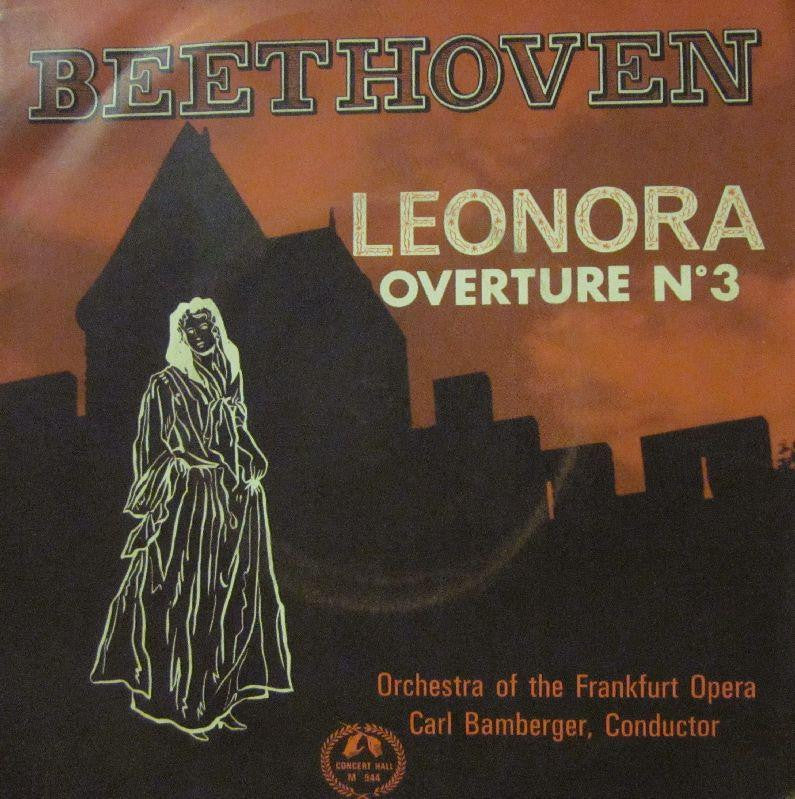 BEETHOVEN
LEONORA
OVERTURE N°3
Orchestra of the Frankfurt Opera
Carl Bamberger, Conductor
CONCERT HALL
M 944